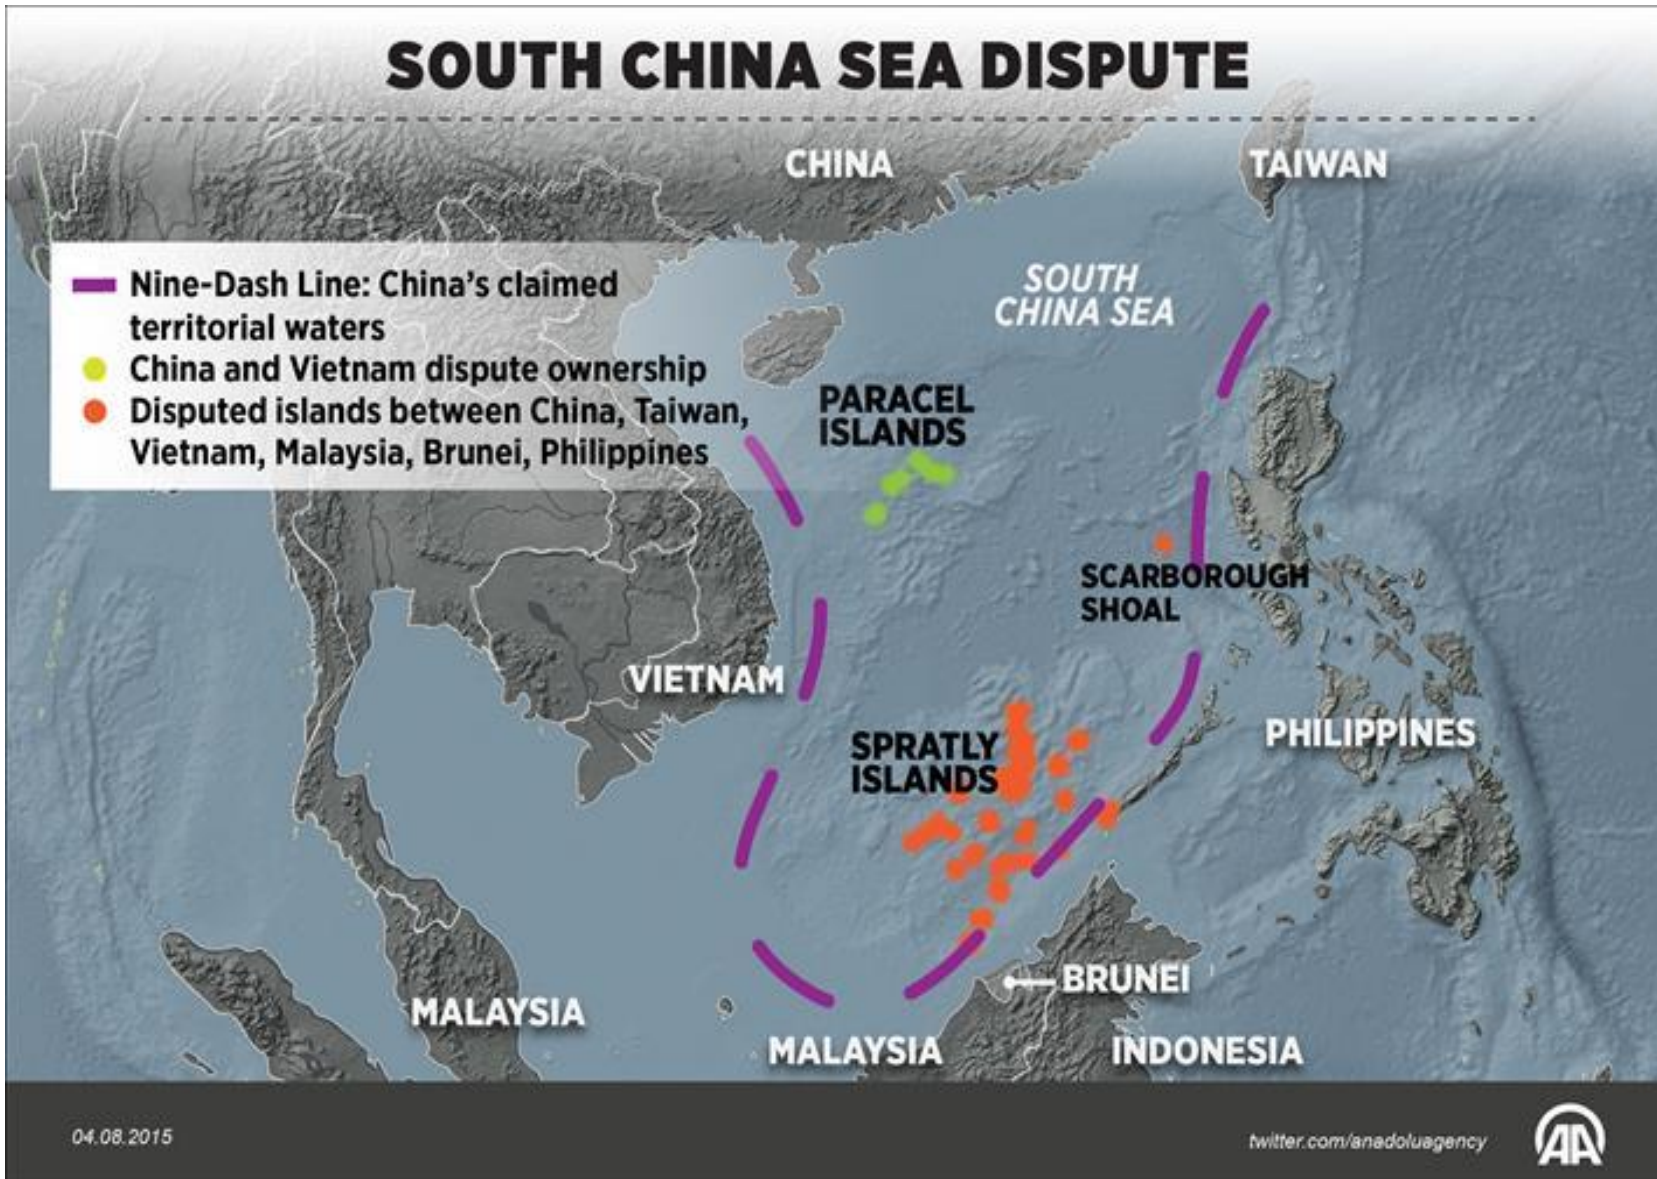 SOUTH CHINA SEA DISPUTE
CHINA
TAIWAN
Nine-Dash Line: China's claimed
territorial waters
China and Vietnam dispute ownership
Disputed islands between China, Taiwan,
Vietnam, Malaysia, Brunei, Philippines
SOUTH
CHINA SEA
PARACEL
ISLANDS
SCARBOROUGH
SHOAL
VIETNAM
SPRATLY
ISLANDS
PHILIPPINES
BRUNEI
MALAYSIA
MALAYSIA
INDONESIA
04.08.2015
twitter.com/anadoluagency
AA